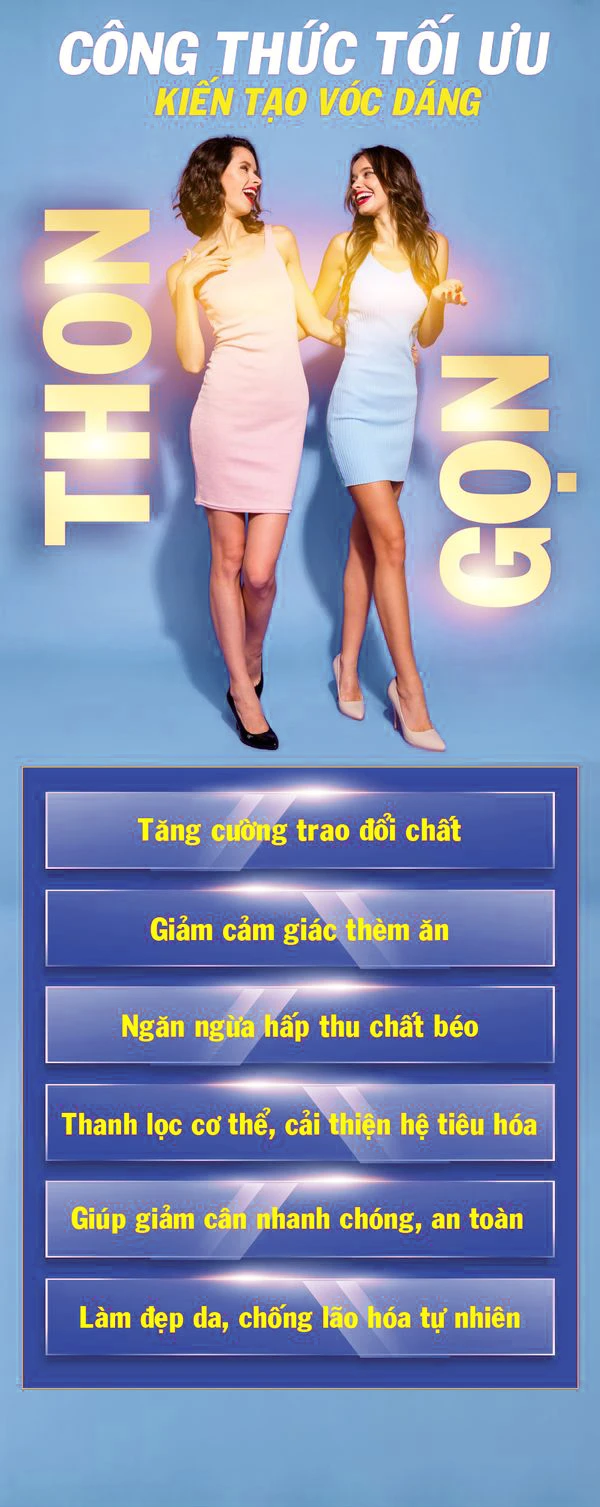 CÔNG THỨC TỐI ƯU
KIẾN TẠO VÓC DÁNG
THON
GỌN
Tăng cường trao đổi chất
Giảm cảm giác thèm ăn
Ngăn ngừa hấp thu chất béo
Thanh lọc cơ thể, cải thiện hệ tiêu hóa
Giúp giảm cân nhanh chóng, an toàn
Làm đẹp da, chống lão hóa tự nhiên